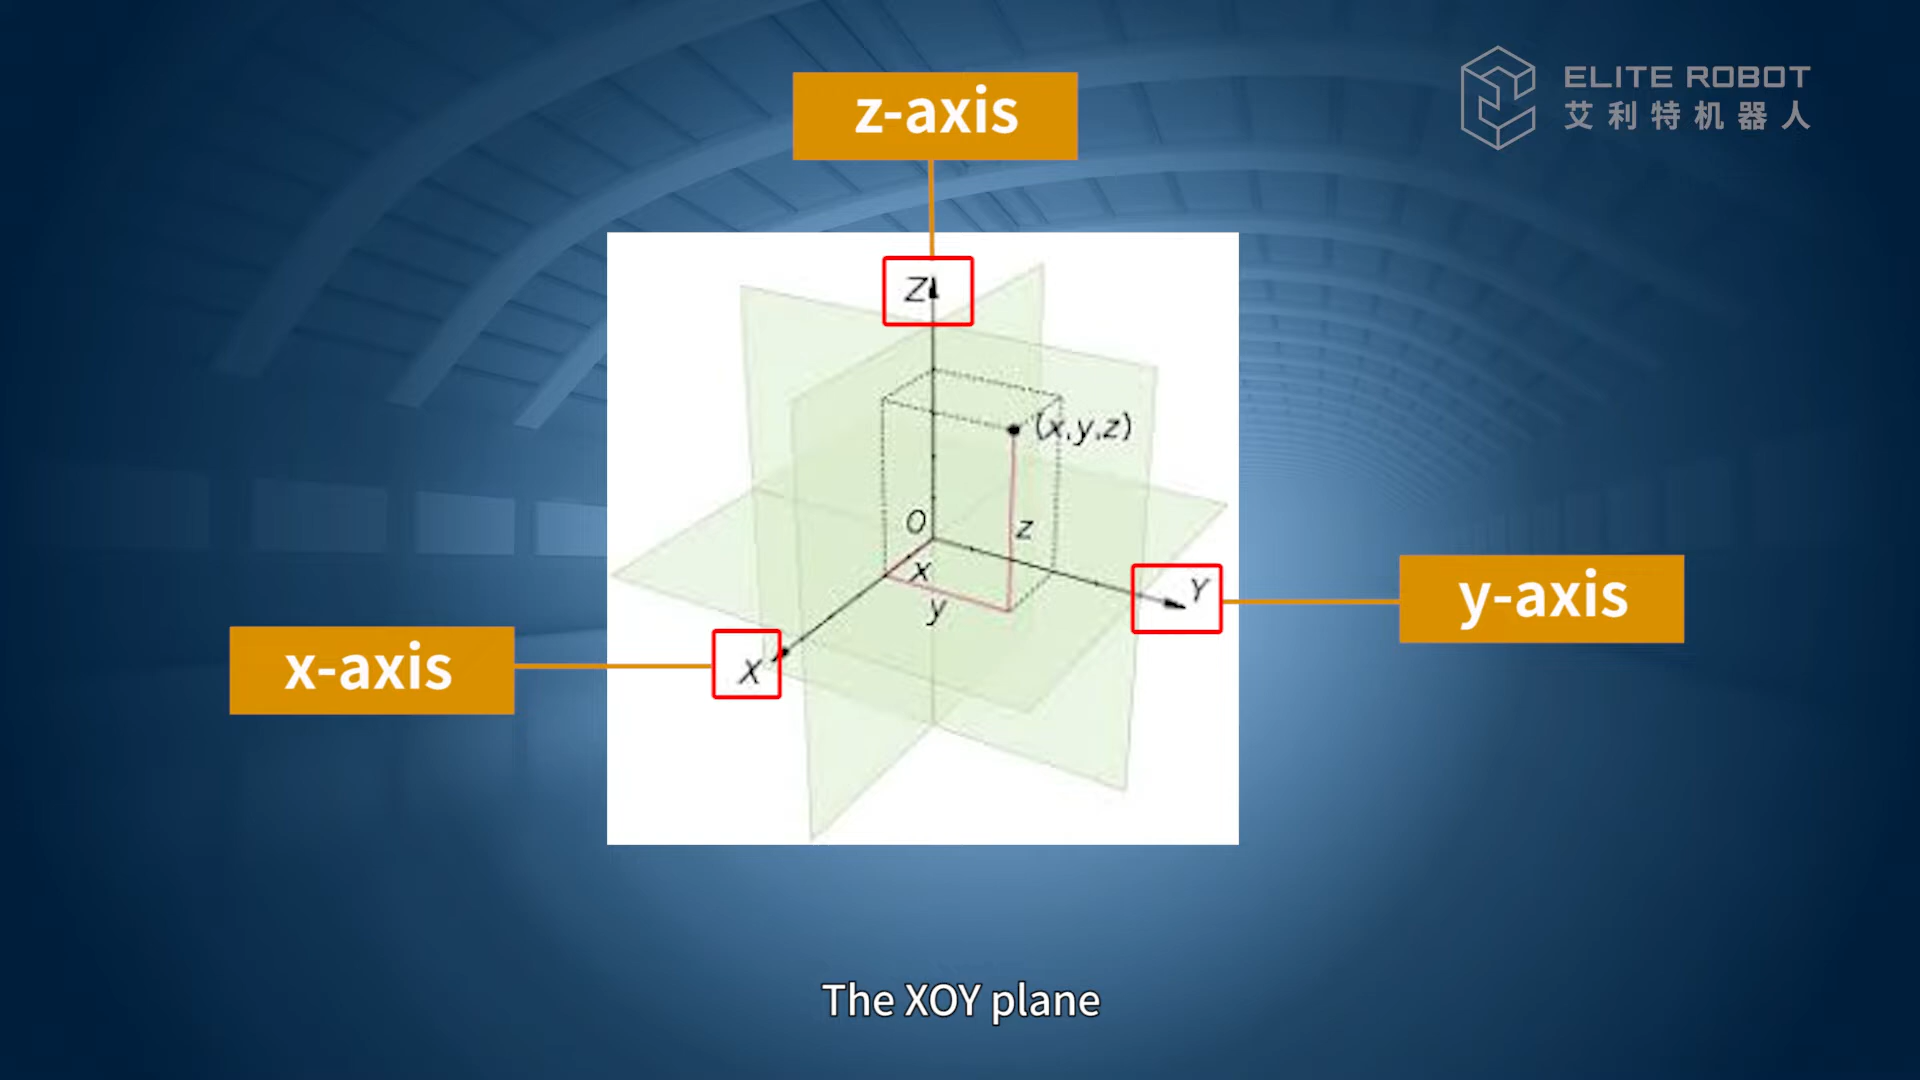 ELITE ROBOT
艾利特机器人
z-axis
Z
(x,y,z)
O
z
x
y
Y
y-axis
x-axis
X
The XOY plane